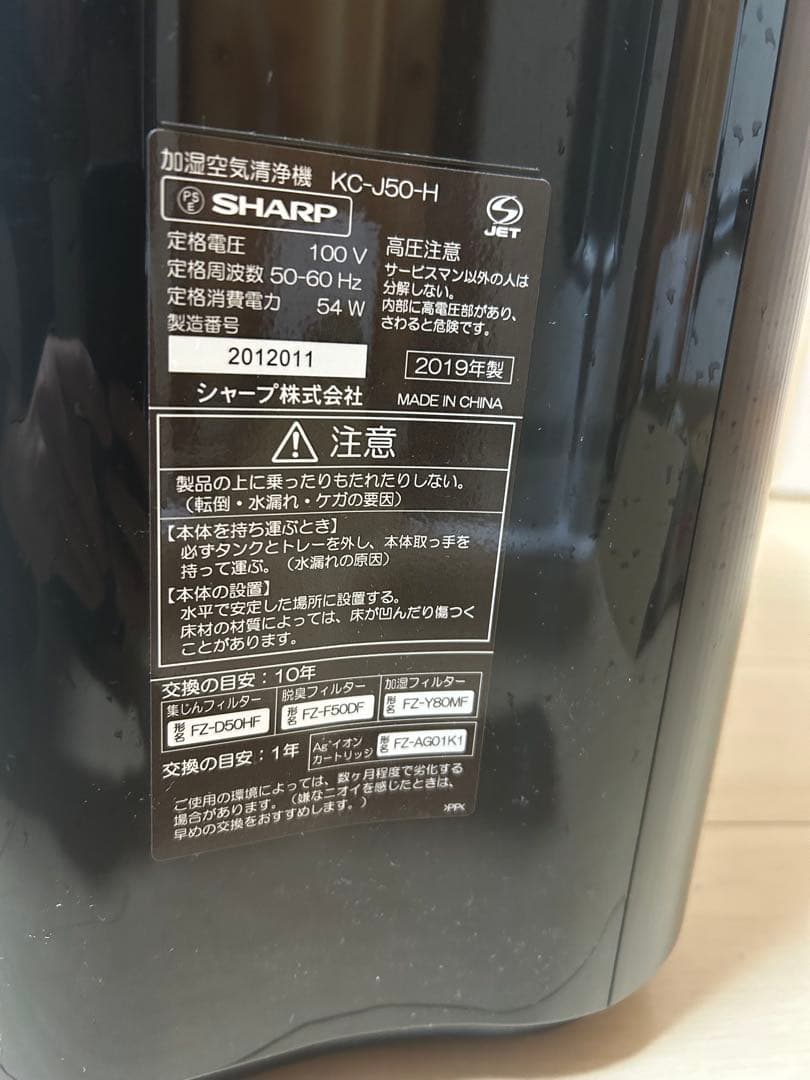 加湿空気清浄機 KC-J50-H
PS E SHARP
JET
定格電圧 100 V
定格周波数 50-60 Hz
定格消費電力 54 W
製造番号
2012011
シャープ株式会社
高圧注意
サービスマン以外の人は
分解しない。
内部に高電圧部があり、
さわると危険です。
2019年製
MADE IN CHINA
注意
製品の上に乗ったりもたれたりしない。
（転倒・水漏れ・ケガの要因）
【本体を持ち運ぶとき】
必ずタンクとトレーを外し、本体取っ手を
持って運ぶ。（水漏れの原因）
【本体の設置】
水平で安定した場所に設置する。
床材の材質によっては、床が凹んだり傷つく
ことがあります。
交換の目安：10年
集じんフィルター
形名 FZ-D50HF
脱臭フィルター
形名 FZ-F50DF
加湿フィルター
形名 FZ-Y80MF
交換の目安：1年
Ag⁺イオン
カートリッジ
形名 FZ-AG01K1
ご使用の環境によっては、数ヶ月程度で劣化する
場合があります。（嫌なニオイを感じたときは、
早めの交換をおすすめします。）
>PP<